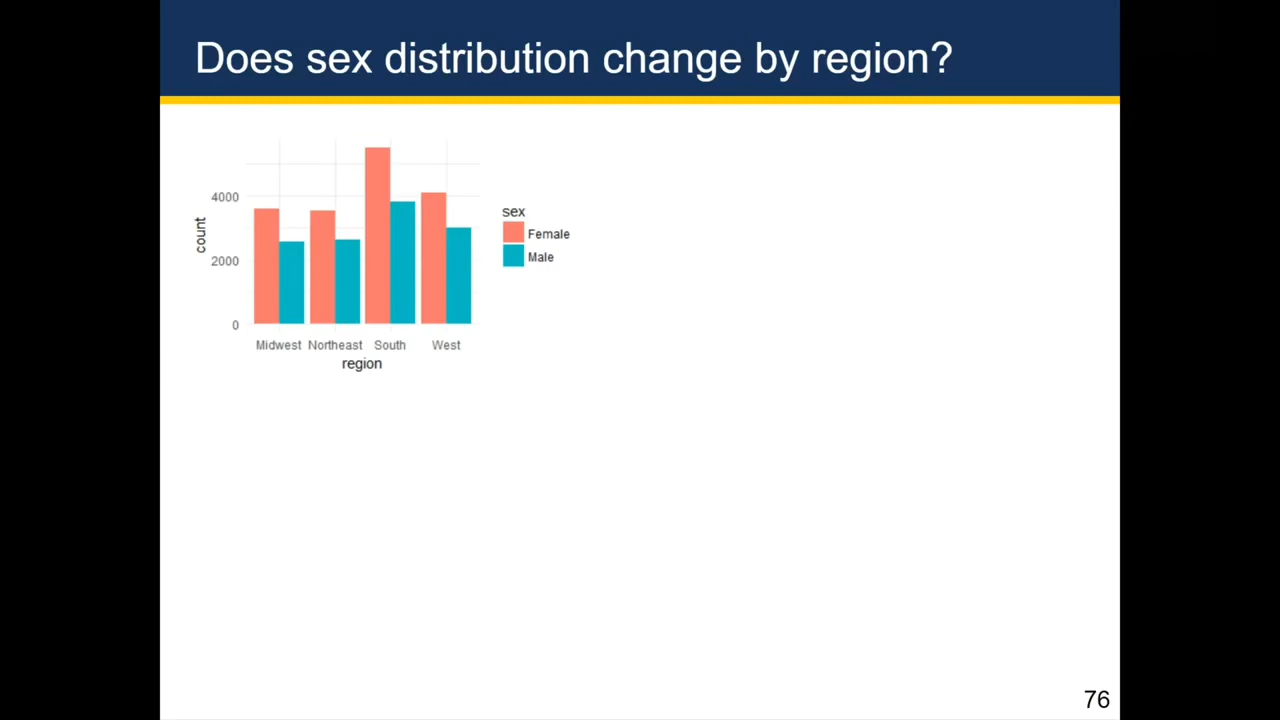 Does sex distribution change by region?
4000
2000
0
count
Midwest Northeast South West
region
sex
Female
Male
76